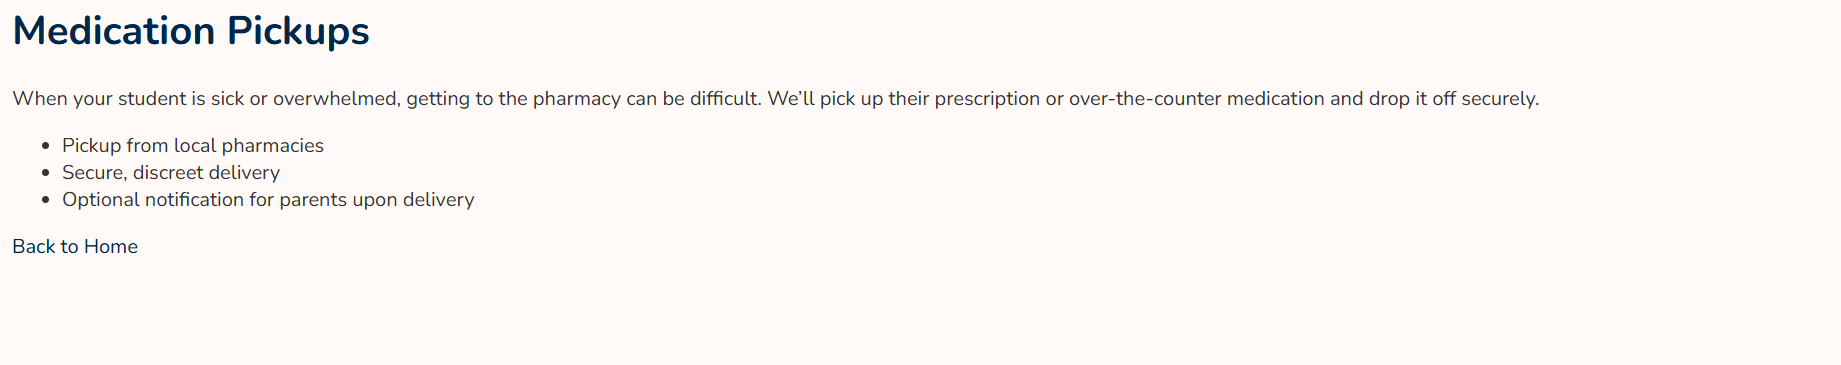 Medication Pickups
When your student is sick or overwhelmed, getting to the pharmacy can be difficult. We’ll pick up their prescription or over-the-counter medication and drop it off securely.
• Pickup from local pharmacies
• Secure, discreet delivery
• Optional notification for parents upon delivery
Back to Home